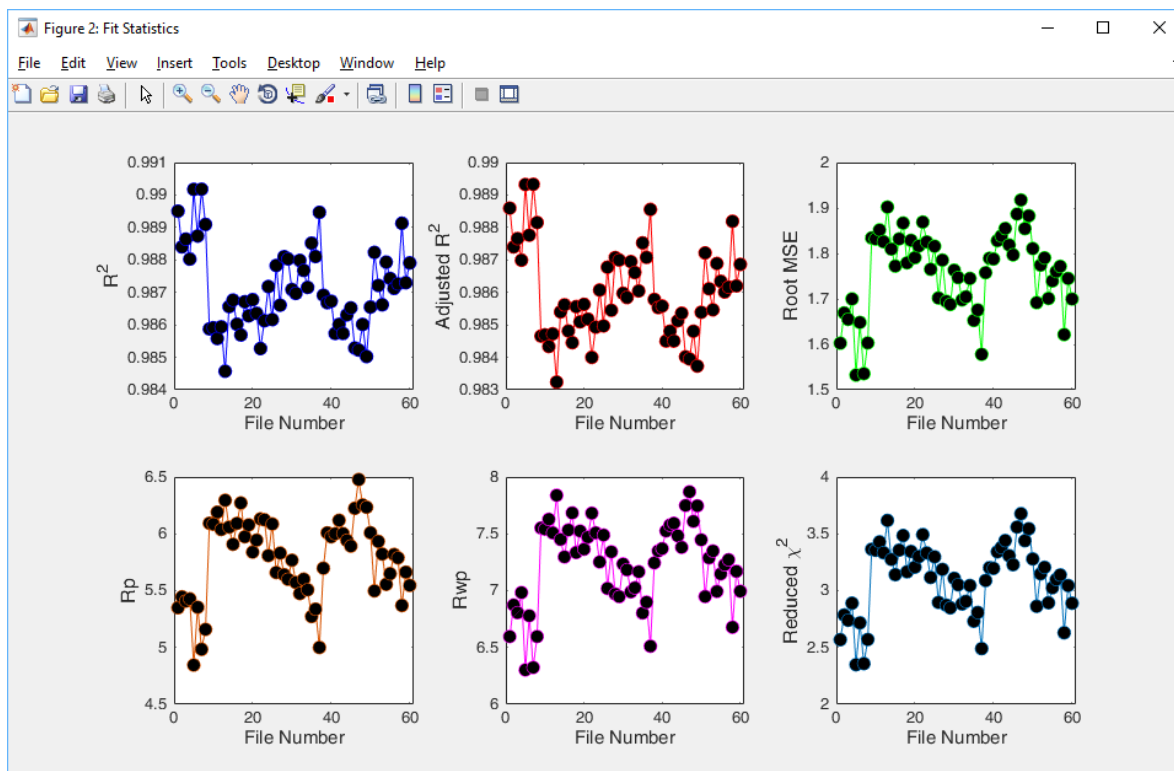 Figure 2: Fit Statistics
File Edit View Insert Tools Desktop Window Help
R²
0.991
0.99
0.989
0.988
0.987
0.986
0.985
0.984
0 20 40 60
File Number
Adjusted R²
0.99
0.989
0.988
0.987
0.986
0.985
0.984
0.983
0 20 40 60
File Number
Root MSE
2
1.9
1.8
1.7
1.6
1.5
0 20 40 60
File Number
Rp
6.5
6
5.5
5
4.5
0 20 40 60
File Number
Rwp
8
7.5
7
6.5
6
0 20 40 60
File Number
Reduced χ²
4
3.5
3
2.5
2
0 20 40 60
File Number